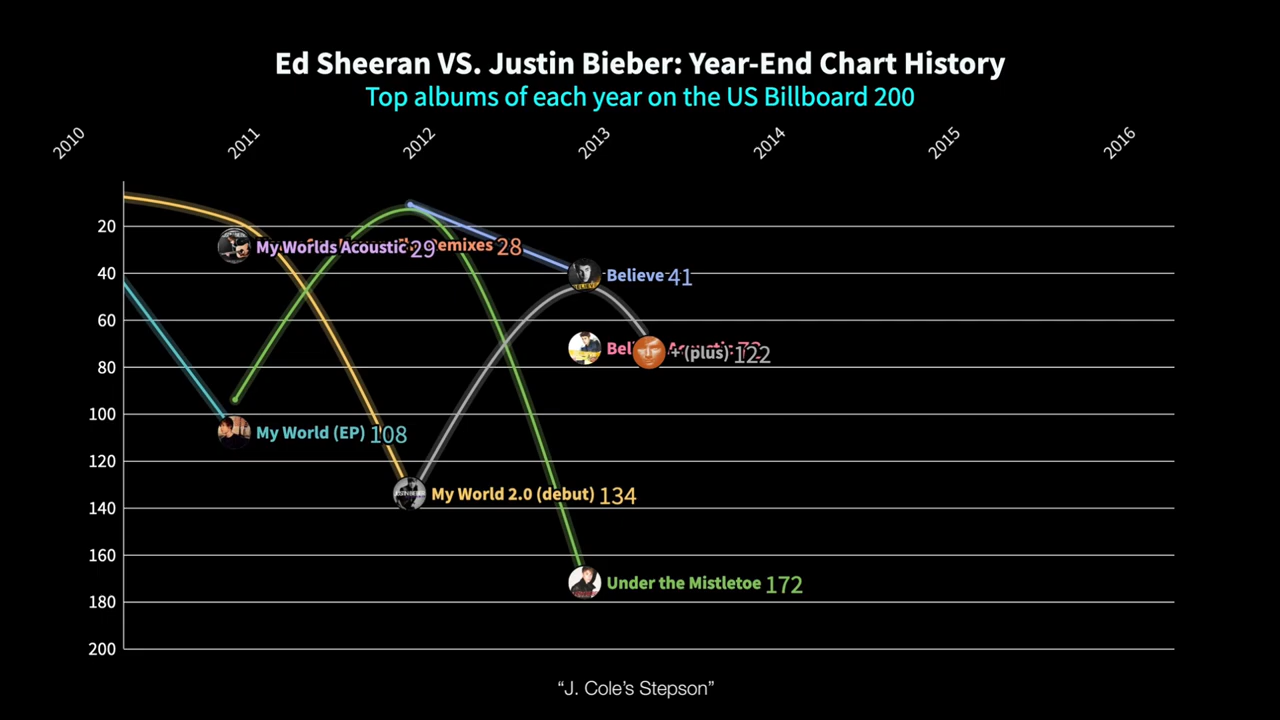 Ed Sheeran VS. Justin Bieber: Year-End Chart History
Top albums of each year on the US Billboard 200
2010 2011 2012 2013 2014 2015 2016
20
My Worlds Acoustic 29
28
40
Believe 41
60
+ (plus) 122
80
100
My World (EP) 108
120
My World 2.0 (debut) 134
140
160
Under the Mistletoe 172
180
200
“J. Cole’s Stepson”